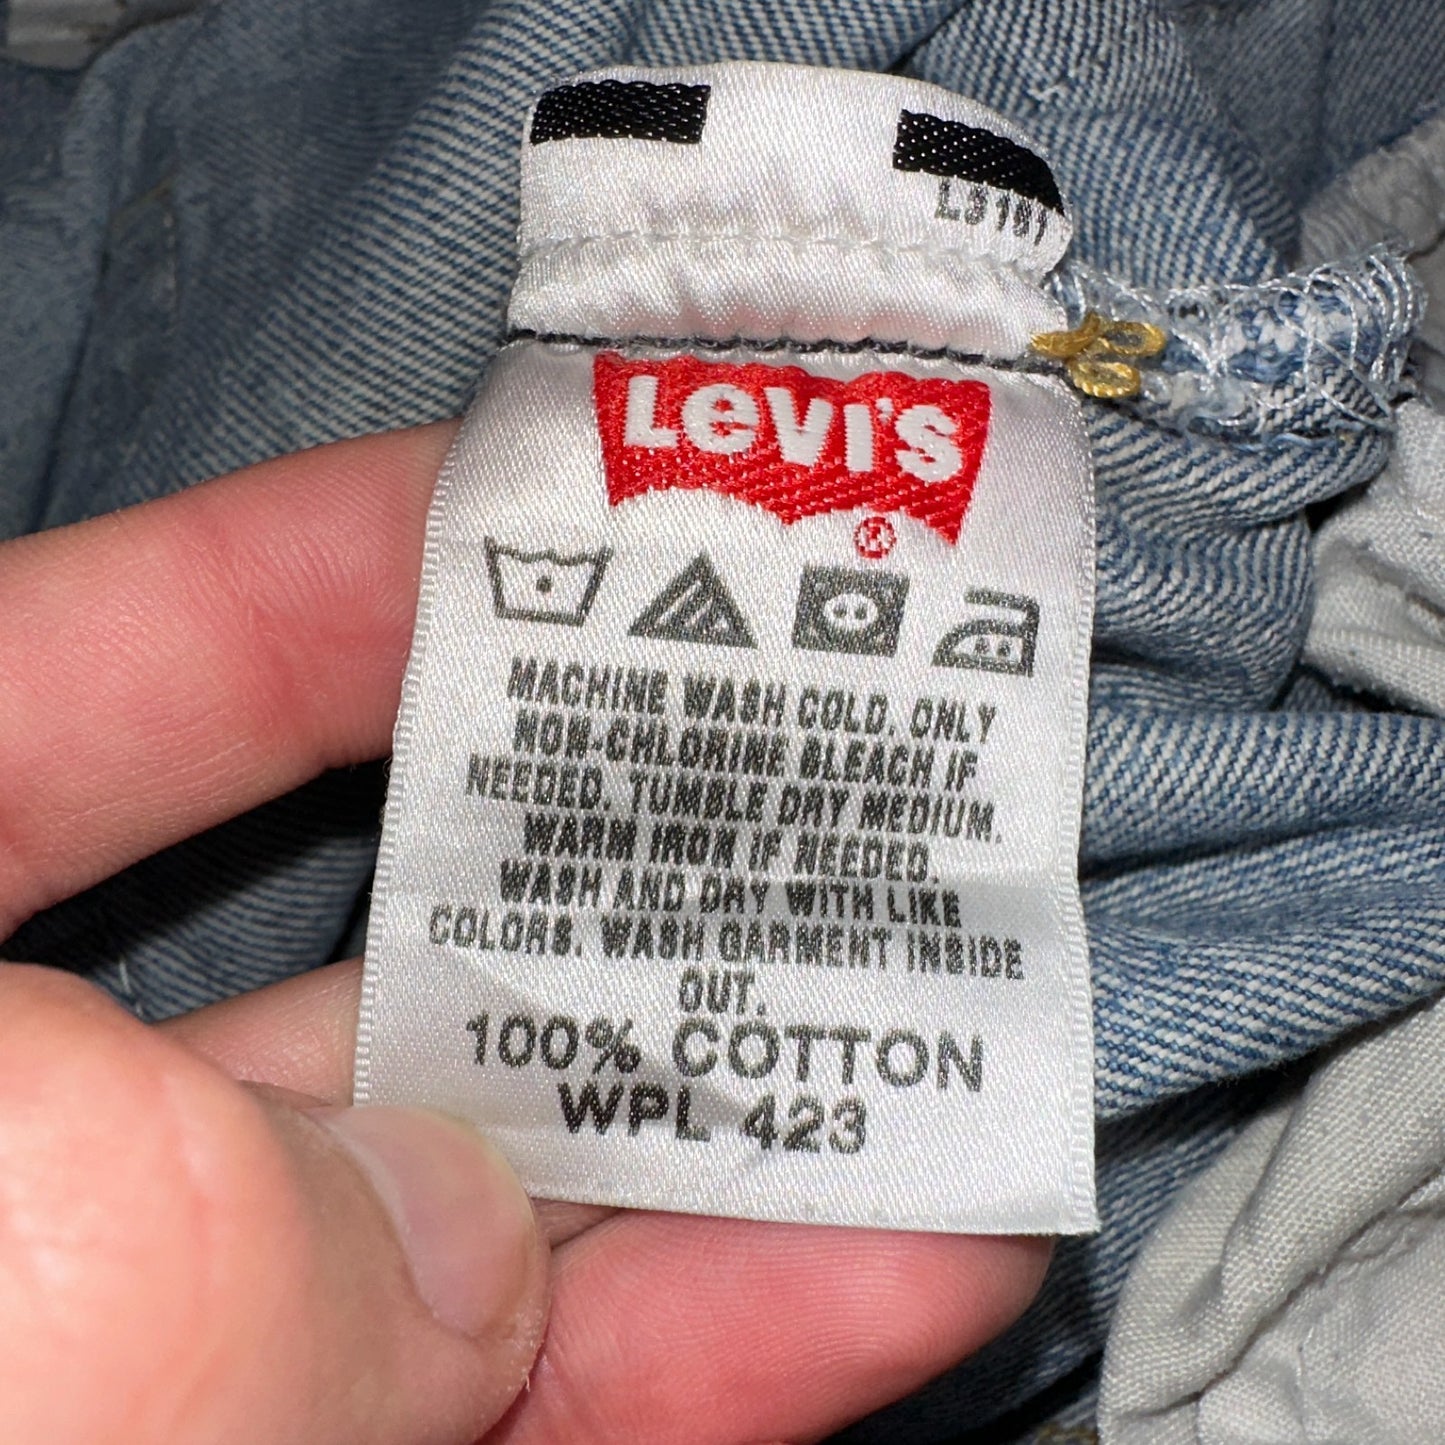 L3161
Levi's
®
MACHINE WASH COLD. ONLY
NON-CHLORINE BLEACH IF
NEEDED. TUMBLE DRY MEDIUM.
WARM IRON IF NEEDED.
WASH AND DRY WITH LIKE
COLORS. WASH GARMENT INSIDE
OUT.
100% COTTON
WPL 423